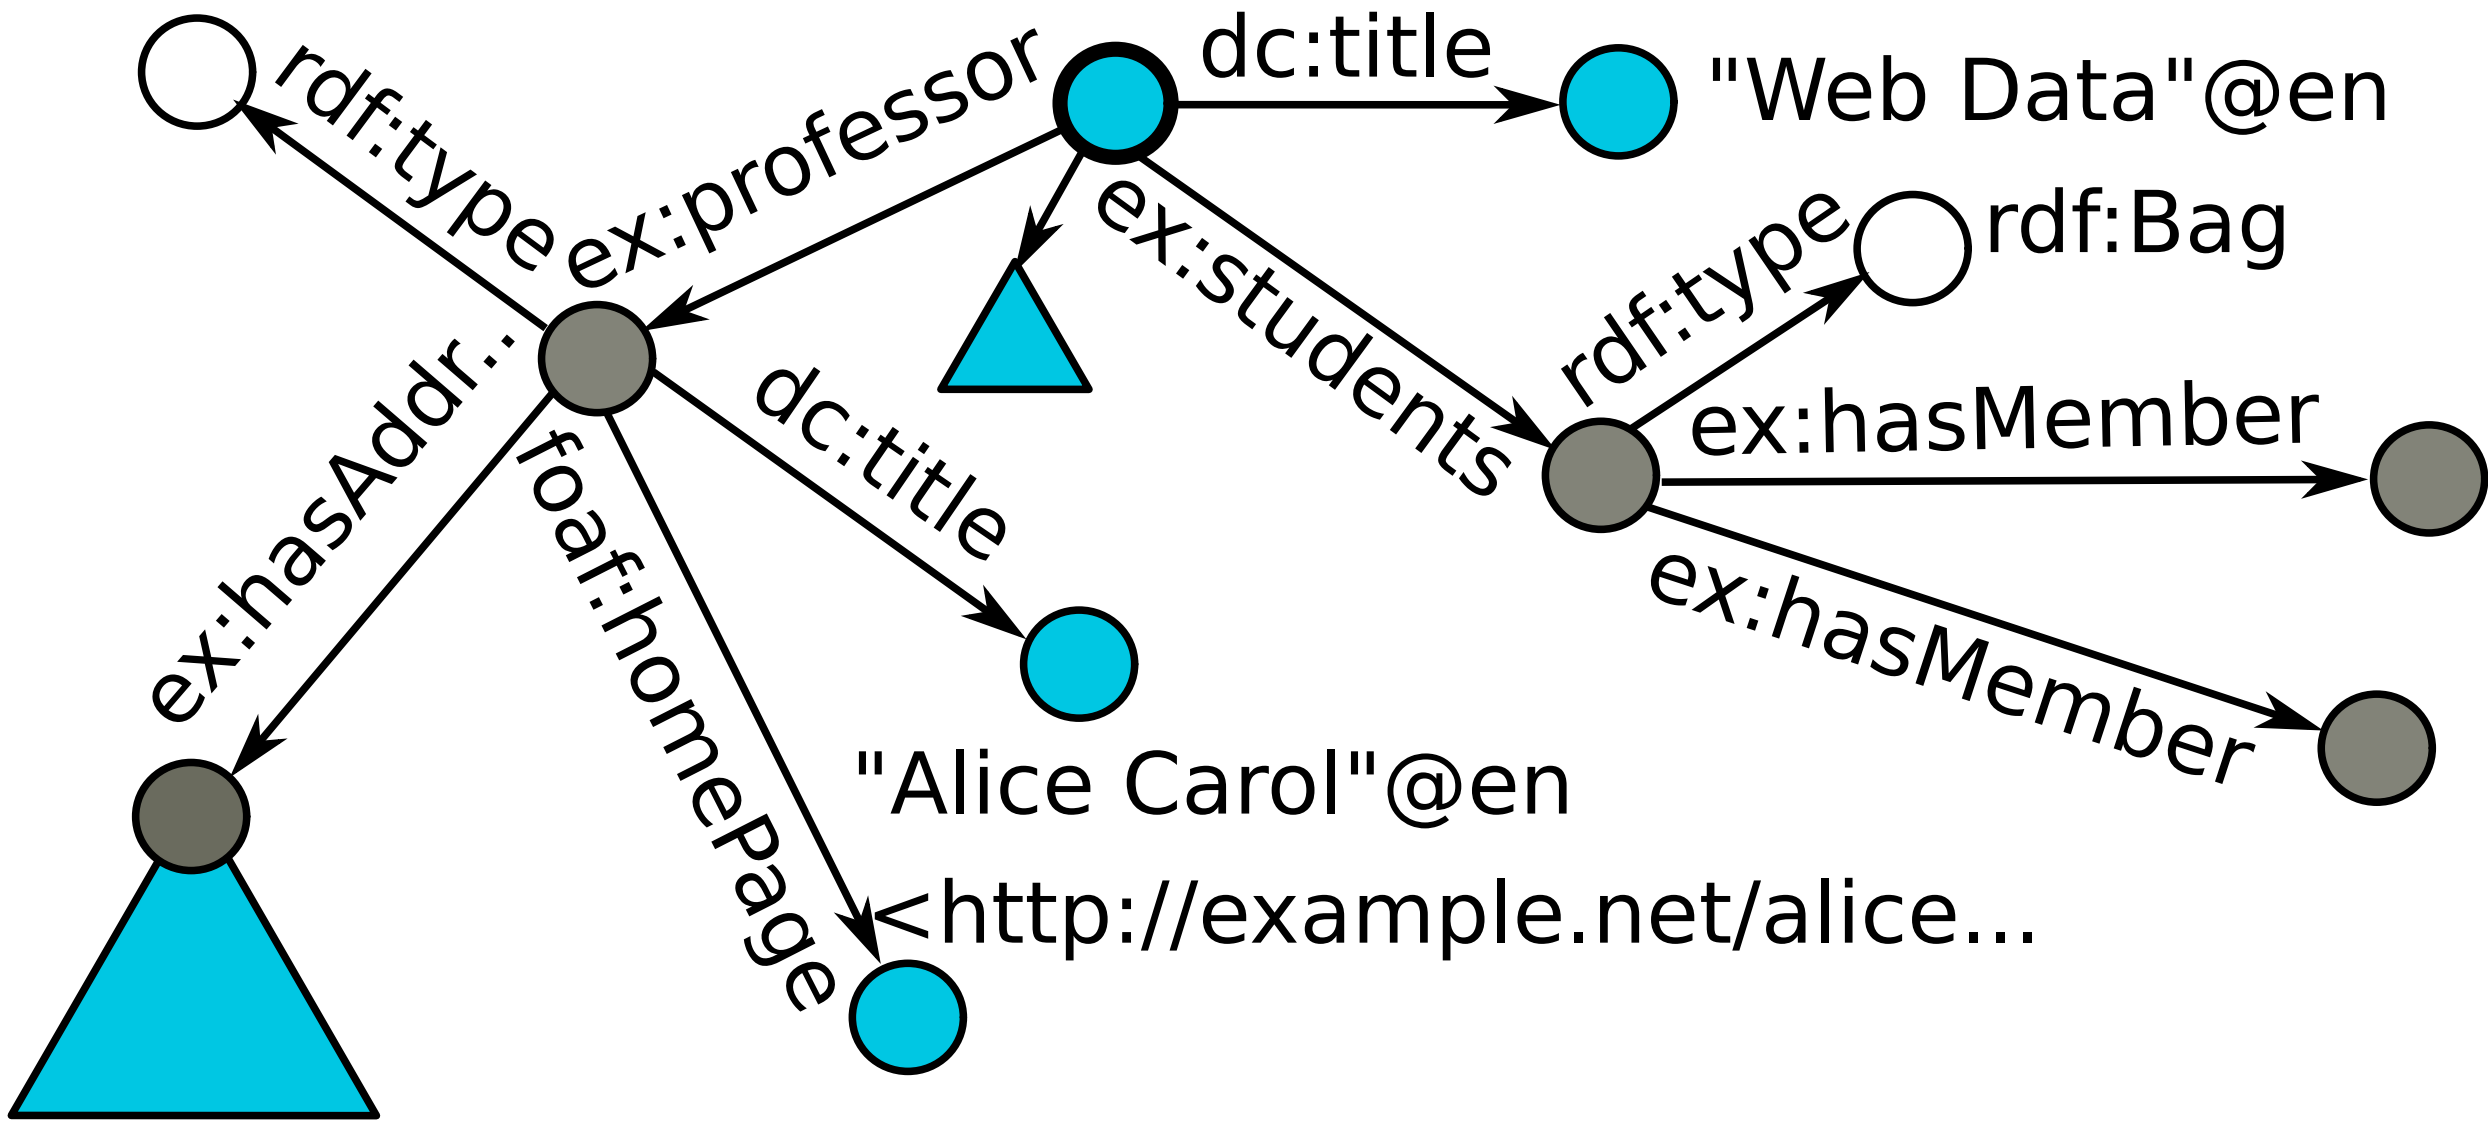 dc:title
"Web Data"@en
rdf:type
ex:professor
ex:students
rdf:type
rdf:Bag
ex:hasAddr..
dc:title
ex:hasMember
foaf:homePage
ex:hasMember
"Alice Carol"@en
<http://example.net/alice...